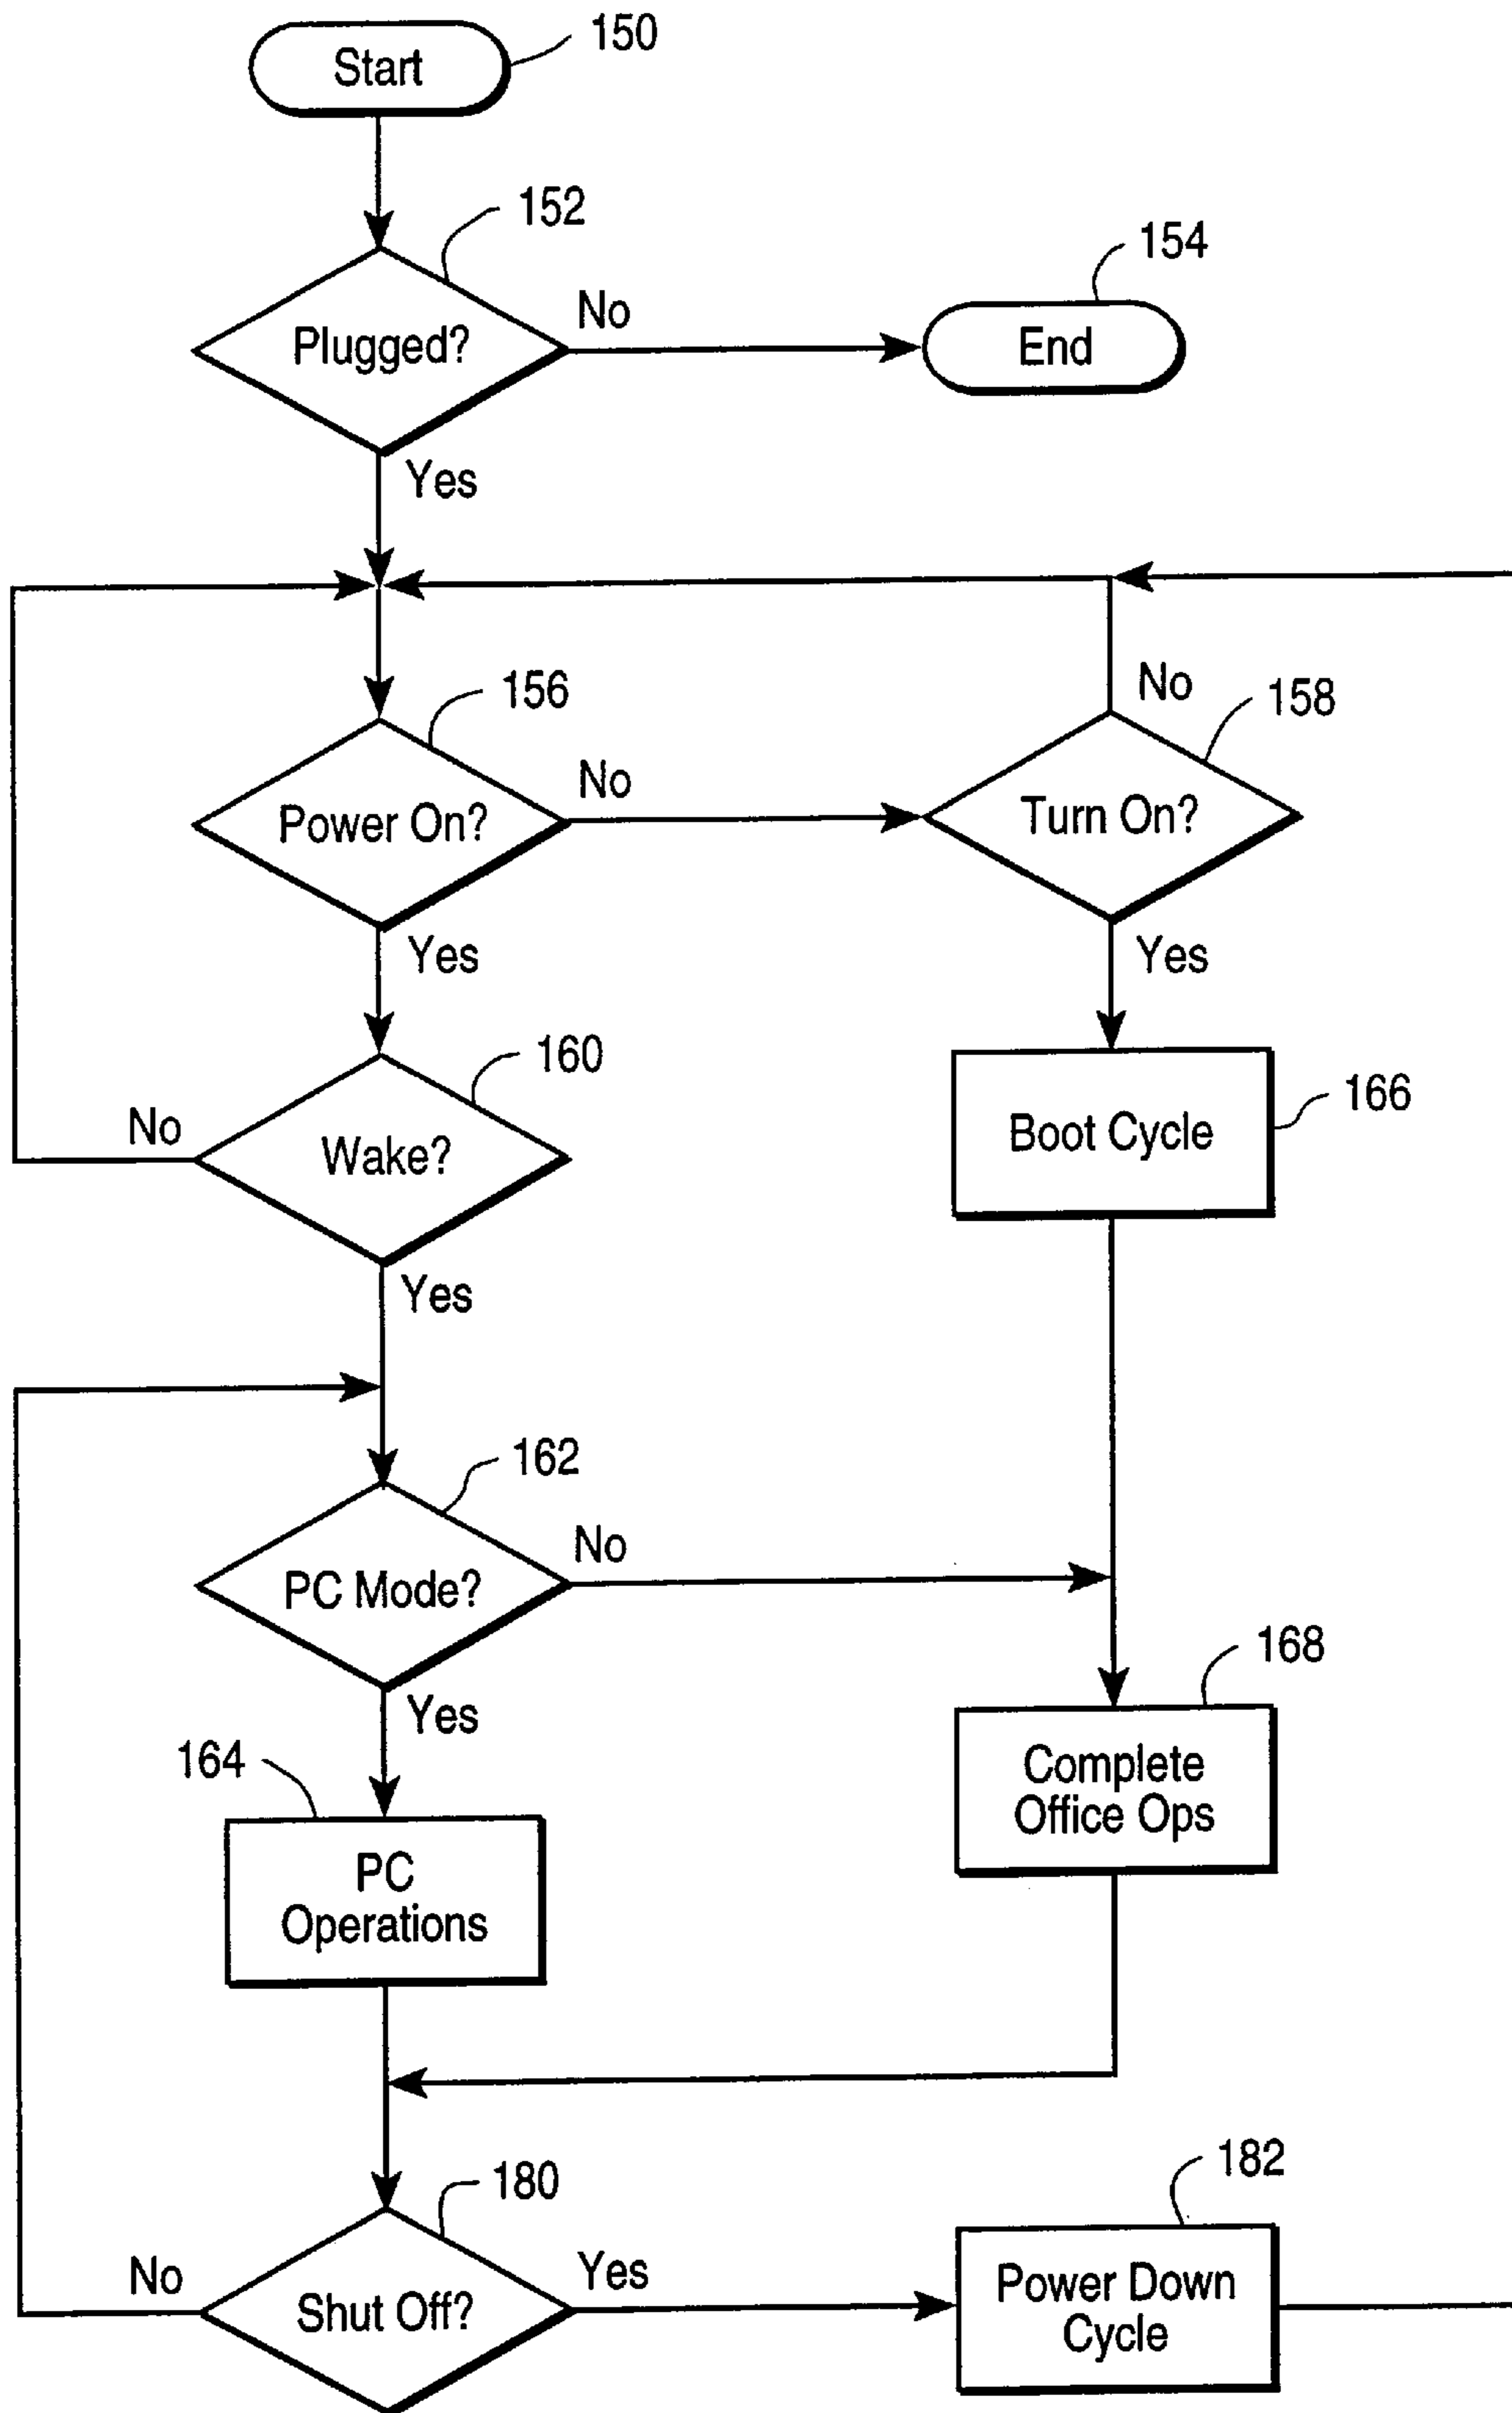 150
Start
152
154
No
Plugged?
End
Yes
156
No
158
No
Power On?
Turn On?
Yes
Yes
160
166
No
Wake?
Boot Cycle
Yes
162
No
PC Mode?
168
Yes
164
Complete
Office Ops
PC
Operations
182
180
No
Yes
Shut Off?
Power Down
Cycle